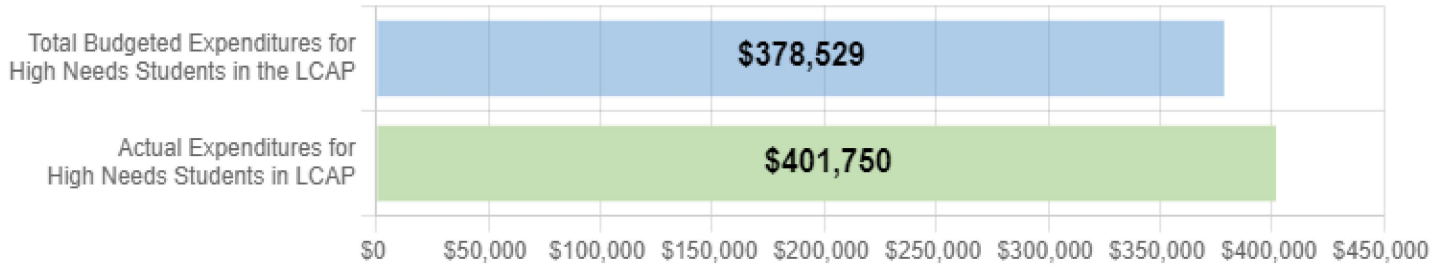 Total Budgeted Expenditures for
High Needs Students in the LCAP
$378,529
Actual Expenditures for
High Needs Students in LCAP
$401,750
$0 $50,000 $100,000 $150,000 $200,000 $250,000 $300,000 $350,000 $400,000 $450,000